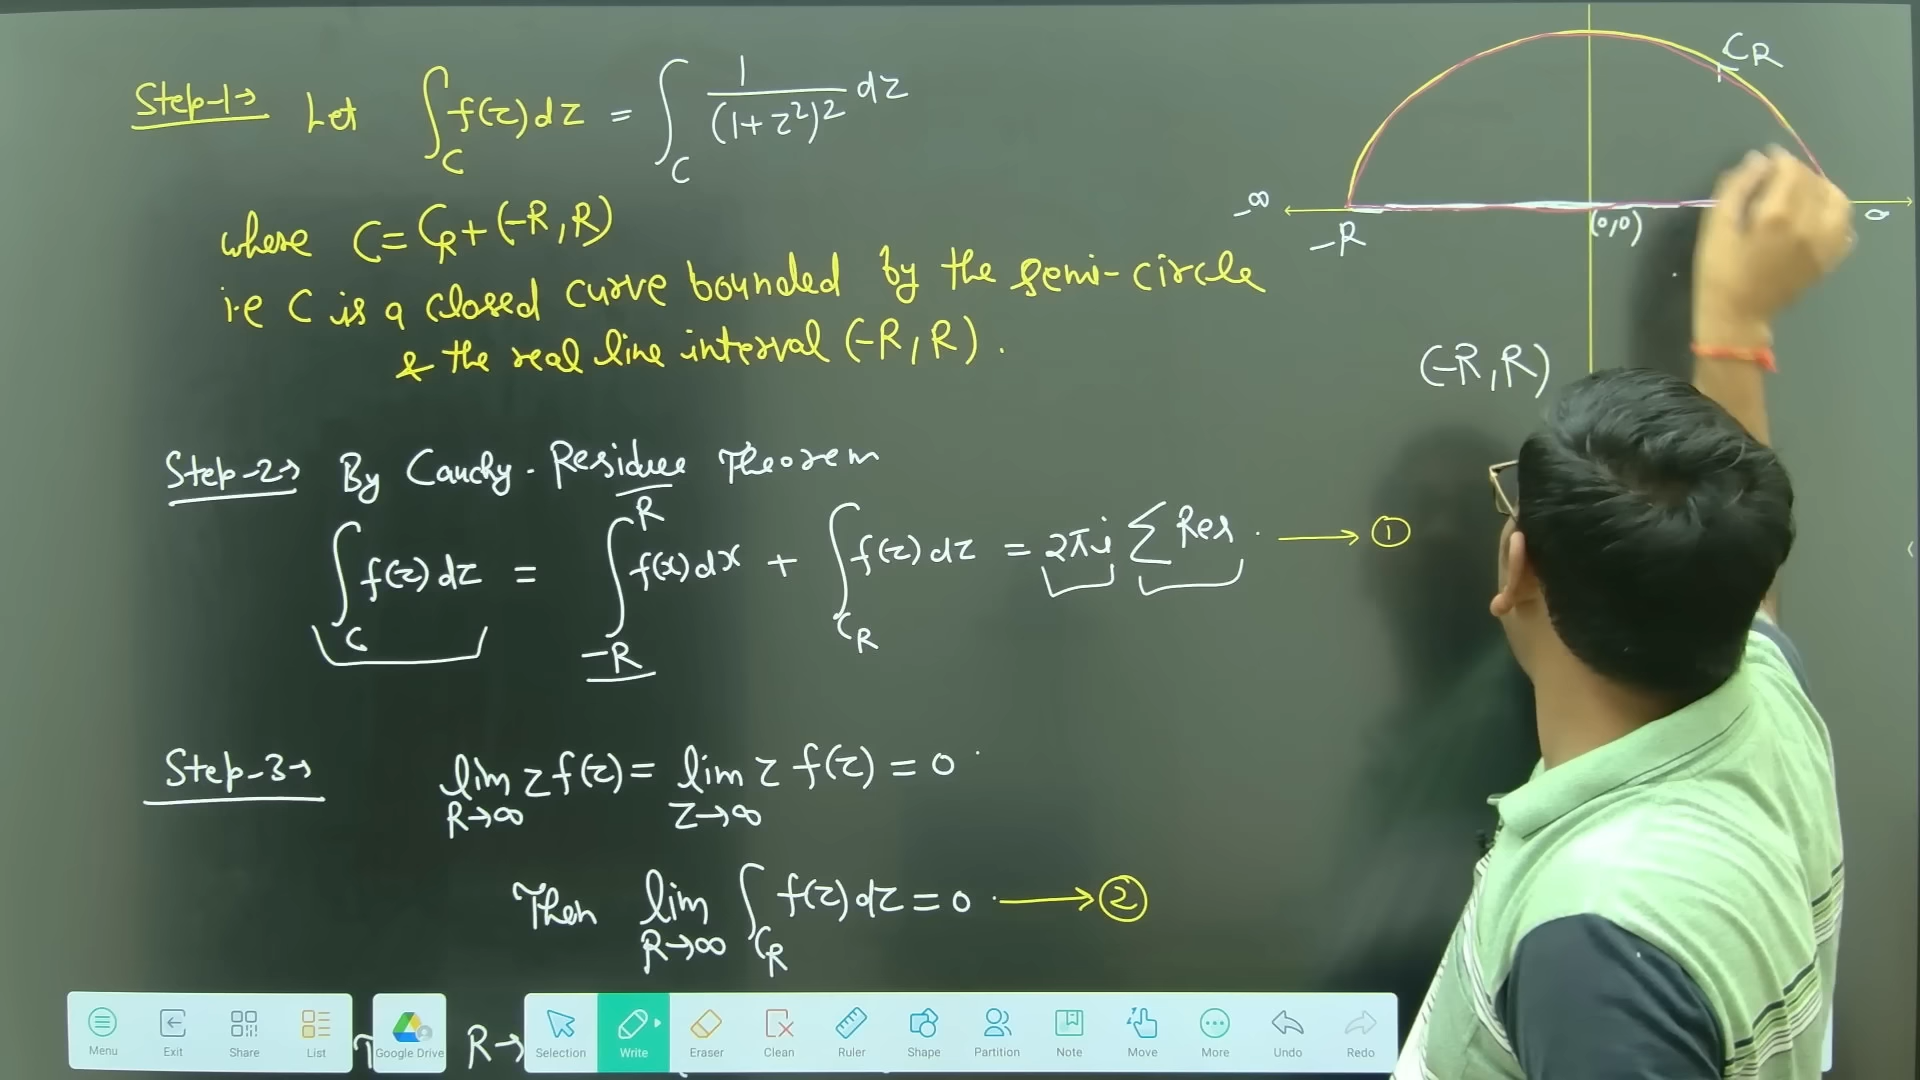 Step-1→ Let ∫_C f(z) dz = ∫_C 1/(1+z²)² dz
where C = C_R + (-R, R)
i.e C is a closed curve bounded by the semi-circle
& the real line interval (-R, R).
Step-2→ By Cauchy-Residue Theorem
∫_C f(z) dz = ∫_{-R}^{R} f(x) dx + ∫_{C_R} f(z) dz = 2πi ∑ Res. → ①
Step-3→ lim_{R→∞} z f(z) = lim_{z→∞} z f(z) = 0.
Then lim_{R→∞} ∫_{C_R} f(z) dz = 0. → ②
R→
C_R
-∞
∞
-R
(0,0)
(-R, R)
Menu Exit Share List Google Drive Selection Write Eraser Clean Ruler Shape Partition Note Move More Undo Redo